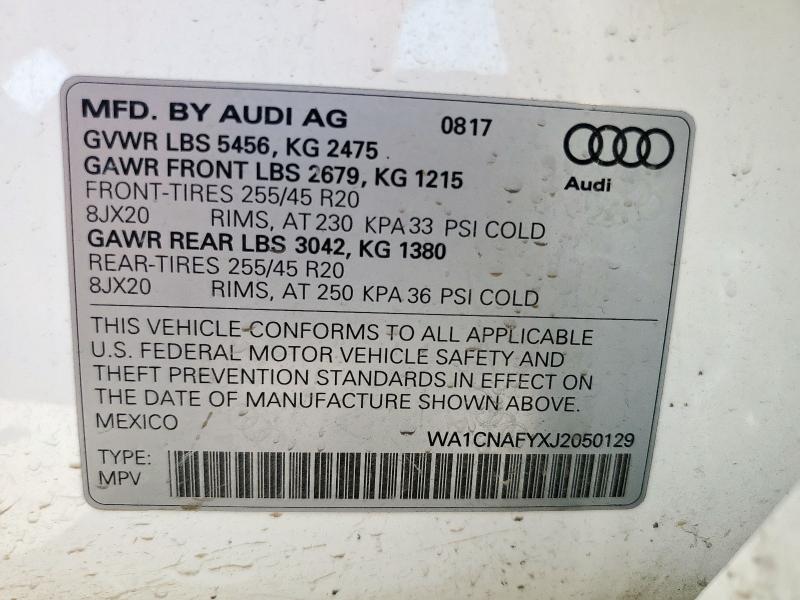 MFD. BY AUDI AG 0817
GVWR LBS 5456, KG 2475
GAWR FRONT LBS 2679, KG 1215
Audi
FRONT-TIRES 255/45 R20
8JX20 RIMS, AT 230 KPA 33 PSI COLD
GAWR REAR LBS 3042, KG 1380
REAR-TIRES 255/45 R20
8JX20 RIMS, AT 250 KPA 36 PSI COLD
THIS VEHICLE CONFORMS TO ALL APPLICABLE
U.S. FEDERAL MOTOR VEHICLE SAFETY AND
THEFT PREVENTION STANDARDS IN EFFECT ON
THE DATE OF MANUFACTURE SHOWN ABOVE.
MEXICO
WA1CNAFYXJ2050129
TYPE:
MPV